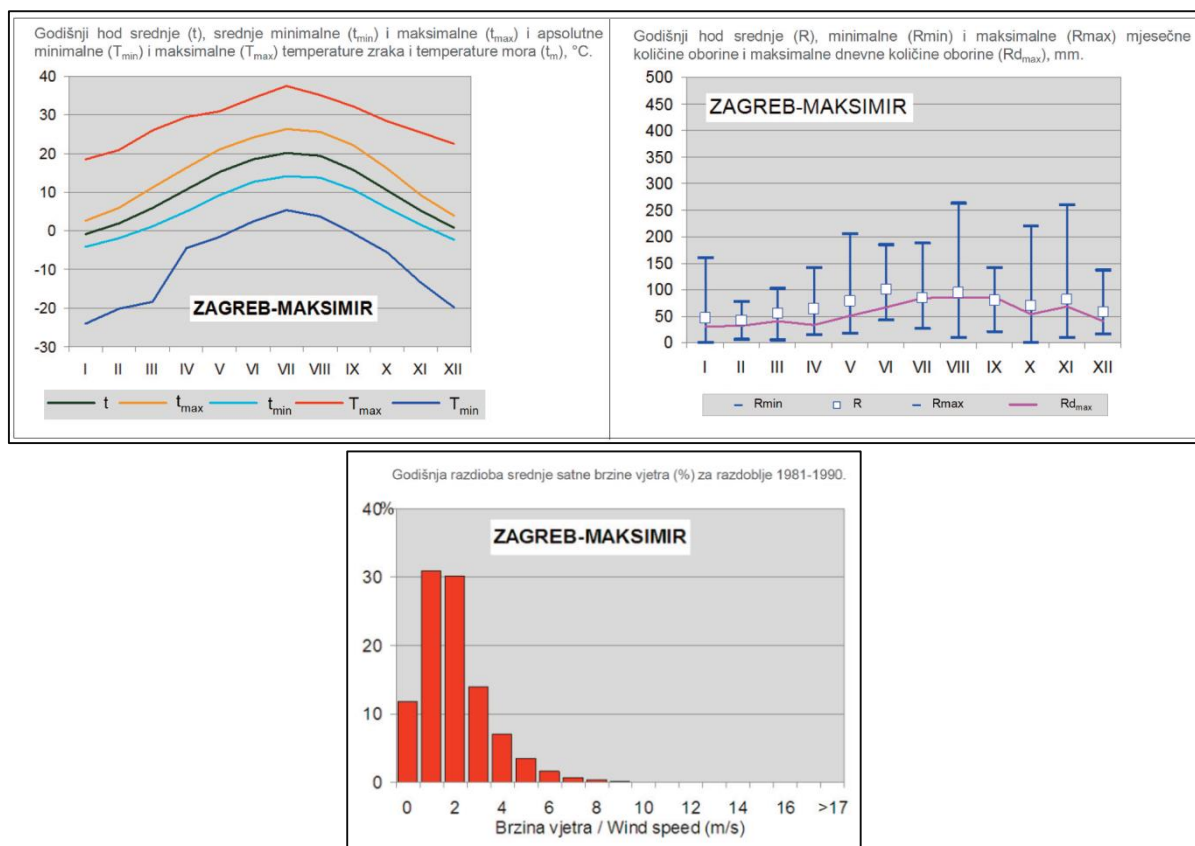 Godišnji hod srednje (t), srednje minimalne (tmin) i maksimalne (tmax) i apsolutne
minimalne (Tmin) i maksimalne (Tmax) temperature zraka i temperature mora (tm), °C.
40
30
20
10
0
-10
-20
-30
ZAGREB-MAKSIMIR
I II III IV V VI VII VIII IX X XI XII
t tmax tmin Tmax Tmin
Godišnji hod srednje (R), minimalne (Rmin) i maksimalne (Rmax) mjesečne
količine oborine i maksimalne dnevne količine oborine (Rdmax), mm.
500
450
400
350
300
250
200
150
100
50
0
ZAGREB-MAKSIMIR
I II III IV V VI VII VIII IX X XI XII
Rmin R Rmax Rdmax
Godišnja razdioba srednje satne brzine vjetra (%) za razdoblje 1981-1990.
40%
30
20
10
0
ZAGREB-MAKSIMIR
0 2 4 6 8 10 12 14 16 >17
Brzina vjetra / Wind speed (m/s)